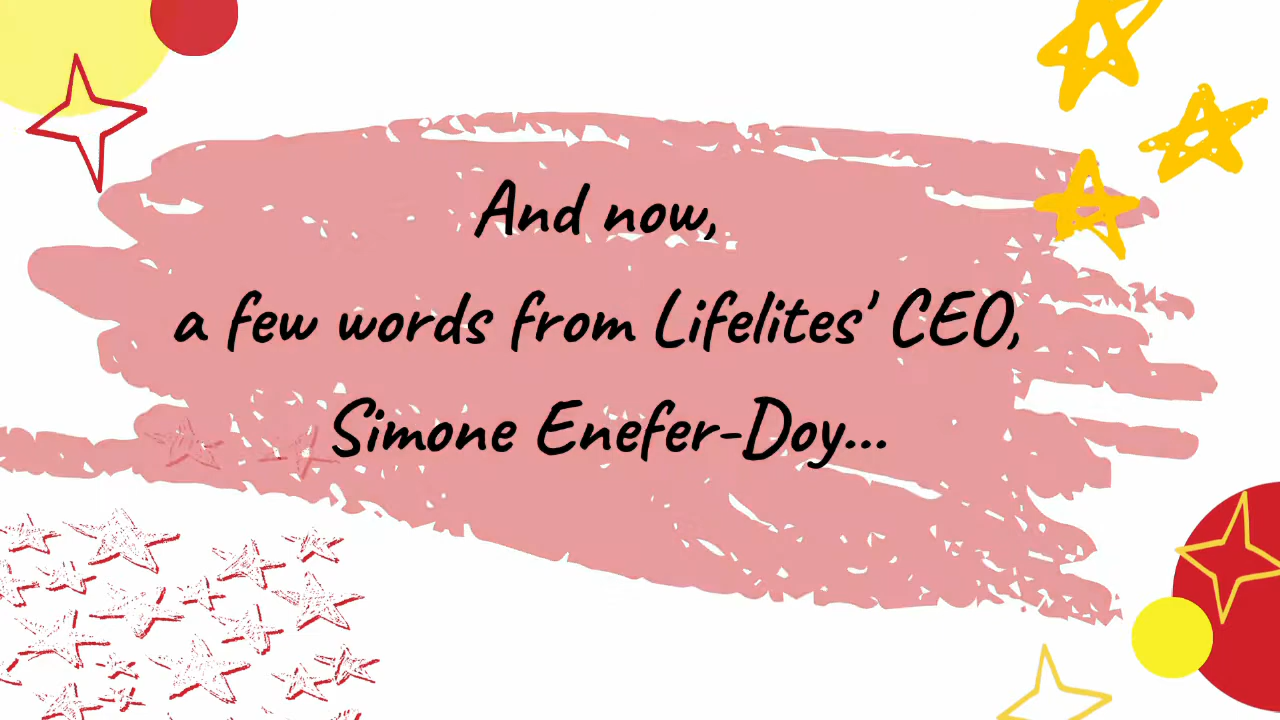 And now,
a few words from Lifelites’ CEO,
Simone Enefer-Doy...